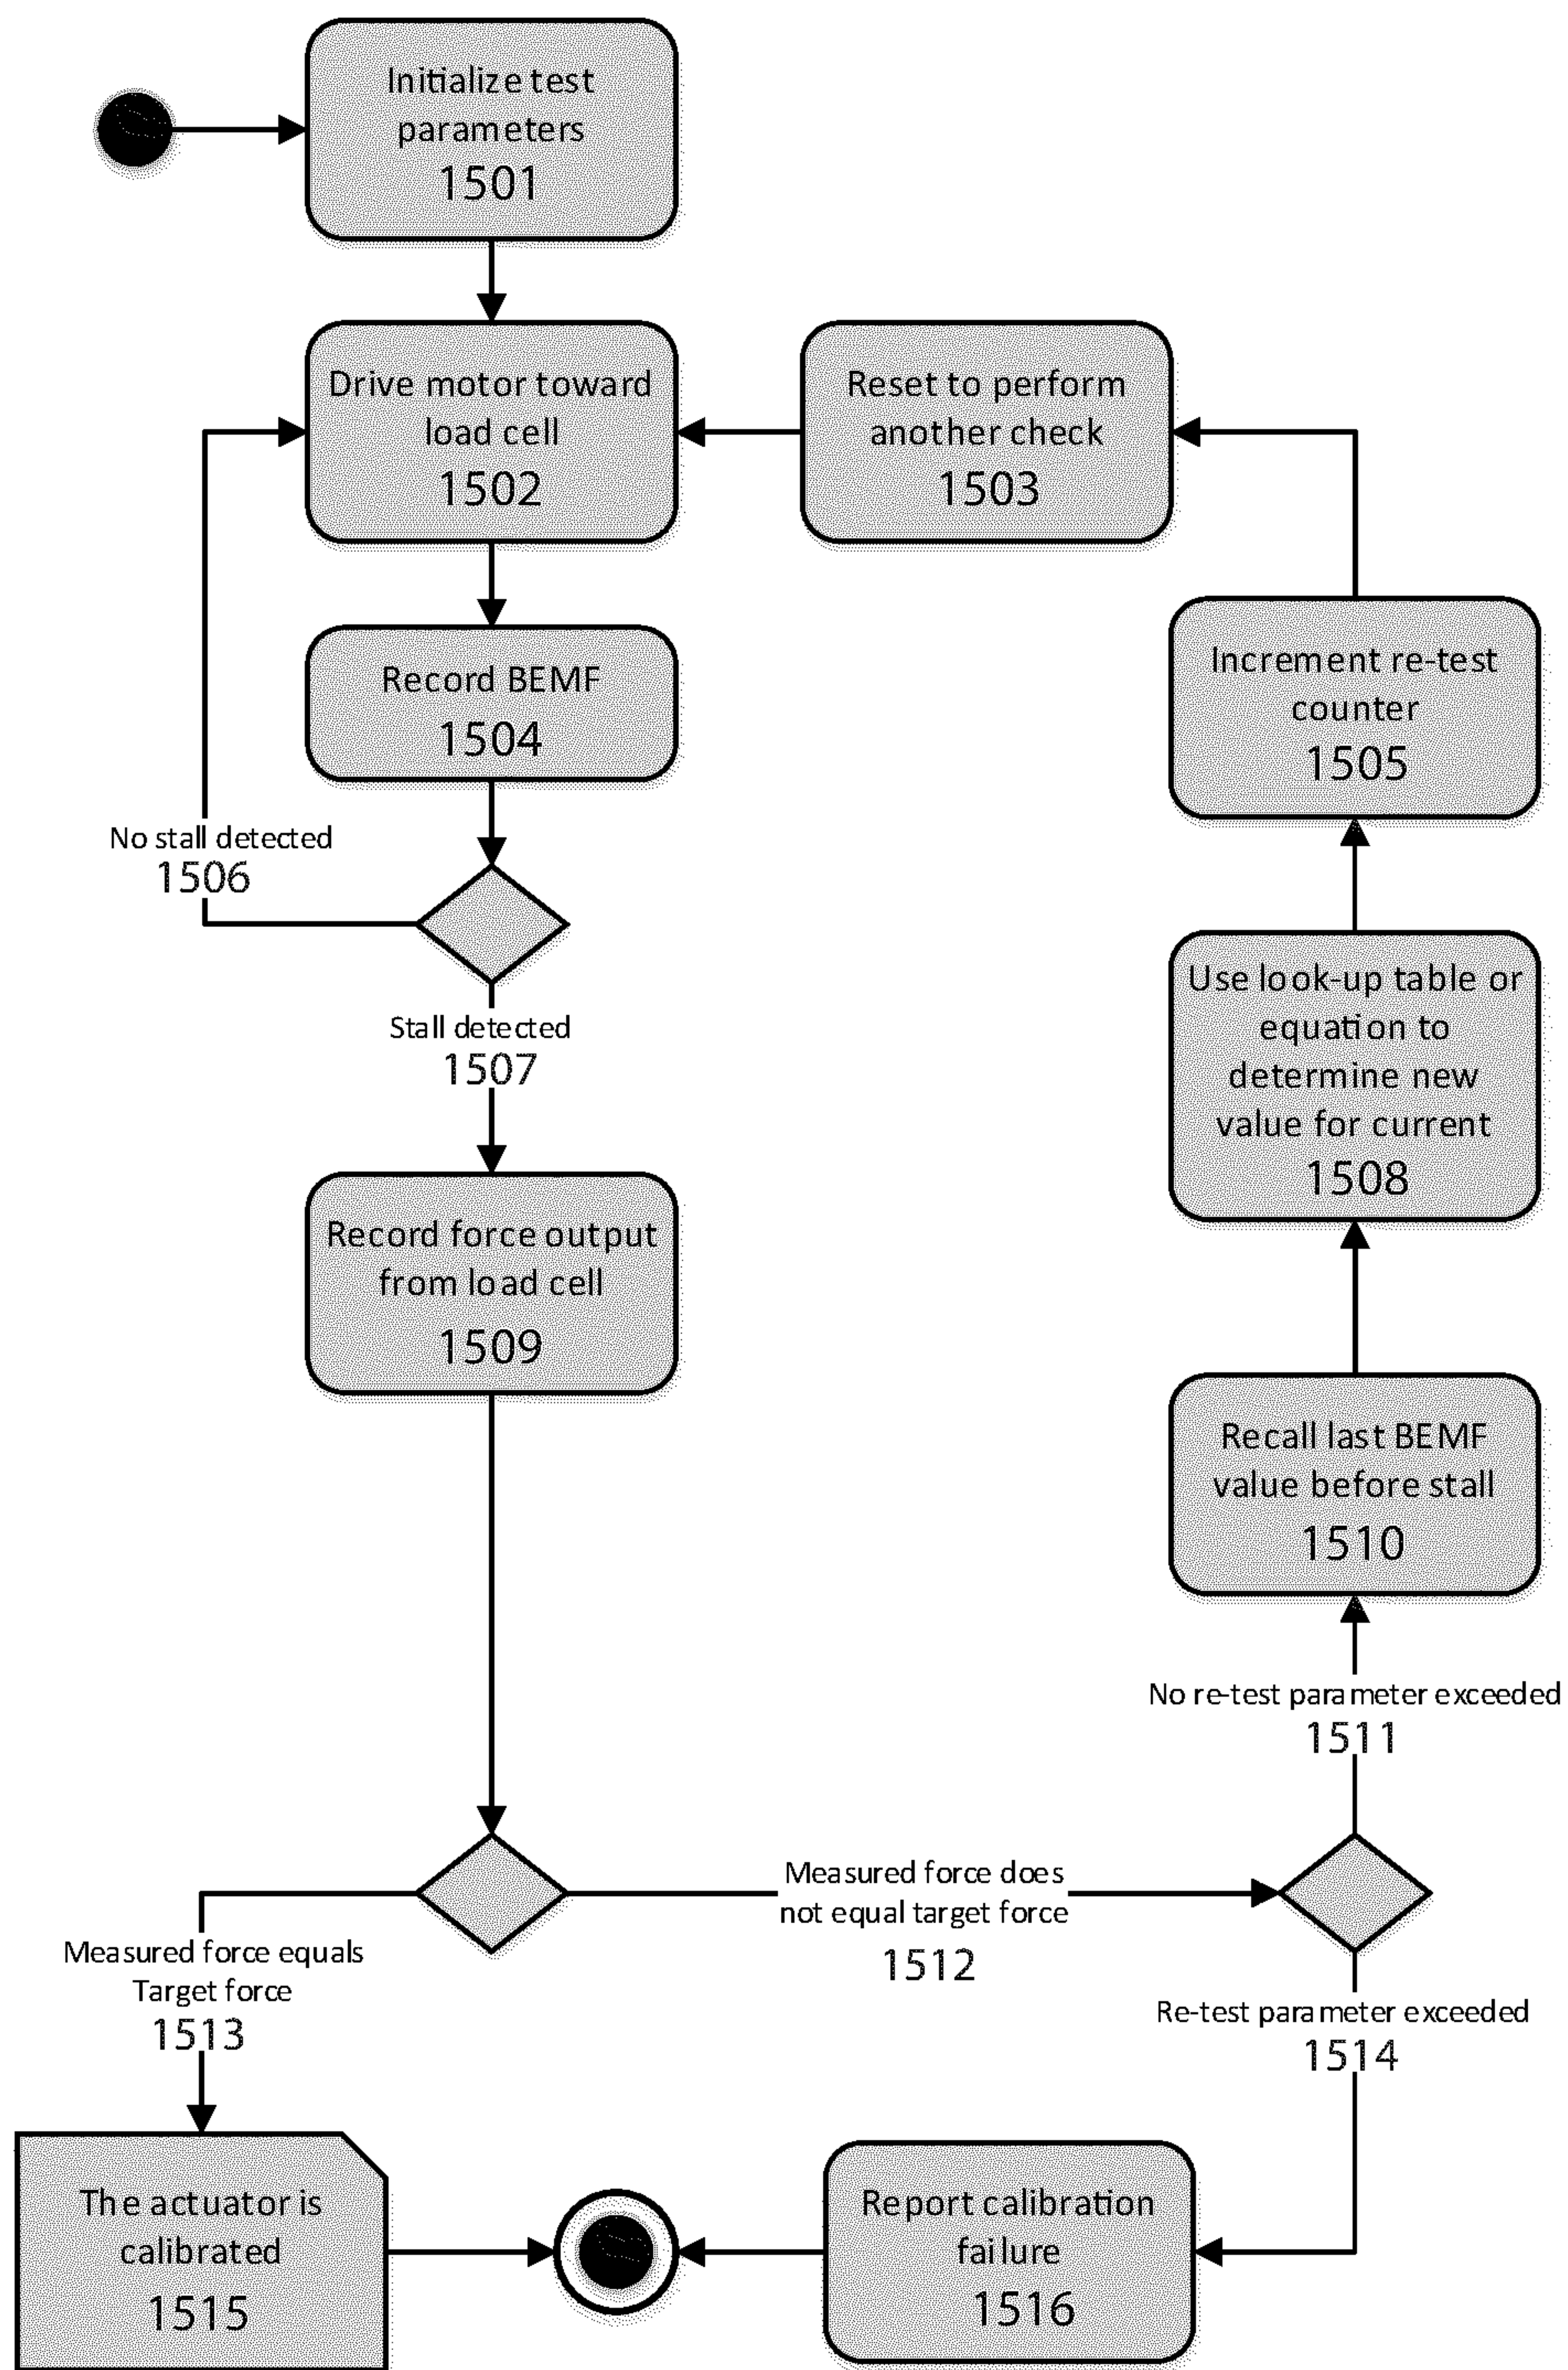 Initialize test
parameters
1501
Drive motor toward
load cell
1502
Reset to perform
another check
1503
Record BEMF
1504
Increment re-test
counter
1505
No stall detected
1506
Stall detected
1507
Use look-up table or
equation to
determine new
value for current
1508
Record force output
from load cell
1509
Recall last BEMF
value before stall
1510
No re-test parameter exceeded
1511
Measured force does
not equal target force
1512
Measured force equals
Target force
1513
Re-test parameter exceeded
1514
The actuator is
calibrated
1515
Report calibration
failure
1516